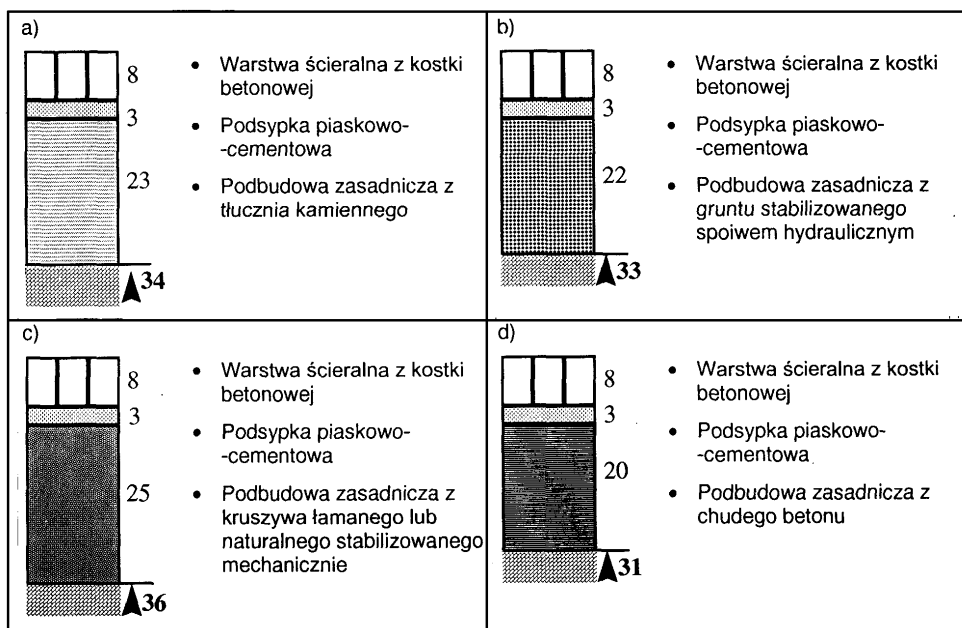 a)
8
3
23
34
• Warstwa ścieralna z kostki
betonowej
• Podsypka piaskowo-
-cementowa
• Podbudowa zasadnicza z
tłucznia kamiennego
b)
8
3
22
33
• Warstwa ścieralna z kostki
betonowej
• Podsypka piaskowo-
-cementowa
• Podbudowa zasadnicza z
gruntu stabilizowanego
spoiwem hydraulicznym
c)
8
3
25
36
• Warstwa ścieralna z kostki
betonowej
• Podsypka piaskowo-
-cementowa
• Podbudowa zasadnicza z
kruszywa łamanego lub
naturalnego stabilizowanego
mechanicznie
d)
8
3
20
31
• Warstwa ścieralna z kostki
betonowej
• Podsypka piaskowo-
-cementowa
• Podbudowa zasadnicza z
chudego betonu